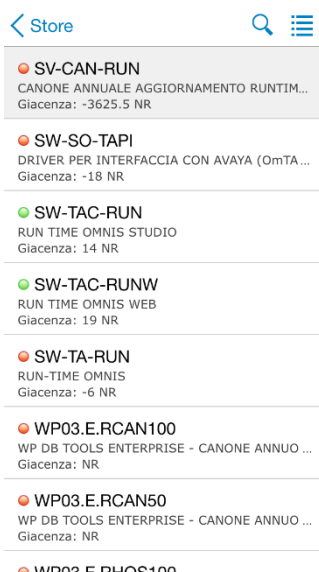 Store
SV-CAN-RUN
CANONE ANNUALE AGGIORNAMENTO RUNTIM...
Giacenza: -3625.5 NR
SW-SO-TAPI
DRIVER PER INTERFACCIA CON AVAYA (OmTA...
Giacenza: -18 NR
SW-TAC-RUN
RUN TIME OMNIS STUDIO
Giacenza: 14 NR
SW-TAC-RUNW
RUN TIME OMNIS WEB
Giacenza: 19 NR
SW-TA-RUN
RUN-TIME OMNIS
Giacenza: -6 NR
WP03.E.RCAN100
WP DB TOOLS ENTERPRISE - CANONE ANNUO ...
Giacenza: NR
WP03.E.RCAN50
WP DB TOOLS ENTERPRISE - CANONE ANNUO ...
Giacenza: NR
WP03.E.RHOS100